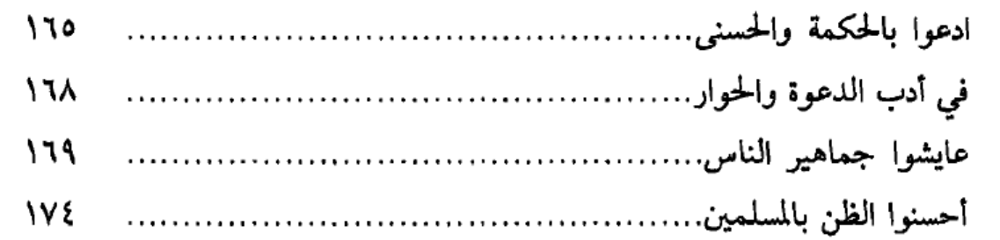 ادعوا بالحكمة والحسنى ................................................ ١٦٥
في أدب الدعوة والحوار ................................................ ١٦٨
عايشوا جماهير الناس ................................................ ١٦٩
أحسنوا الظن بالمسلمين ................................................ ١٧٤